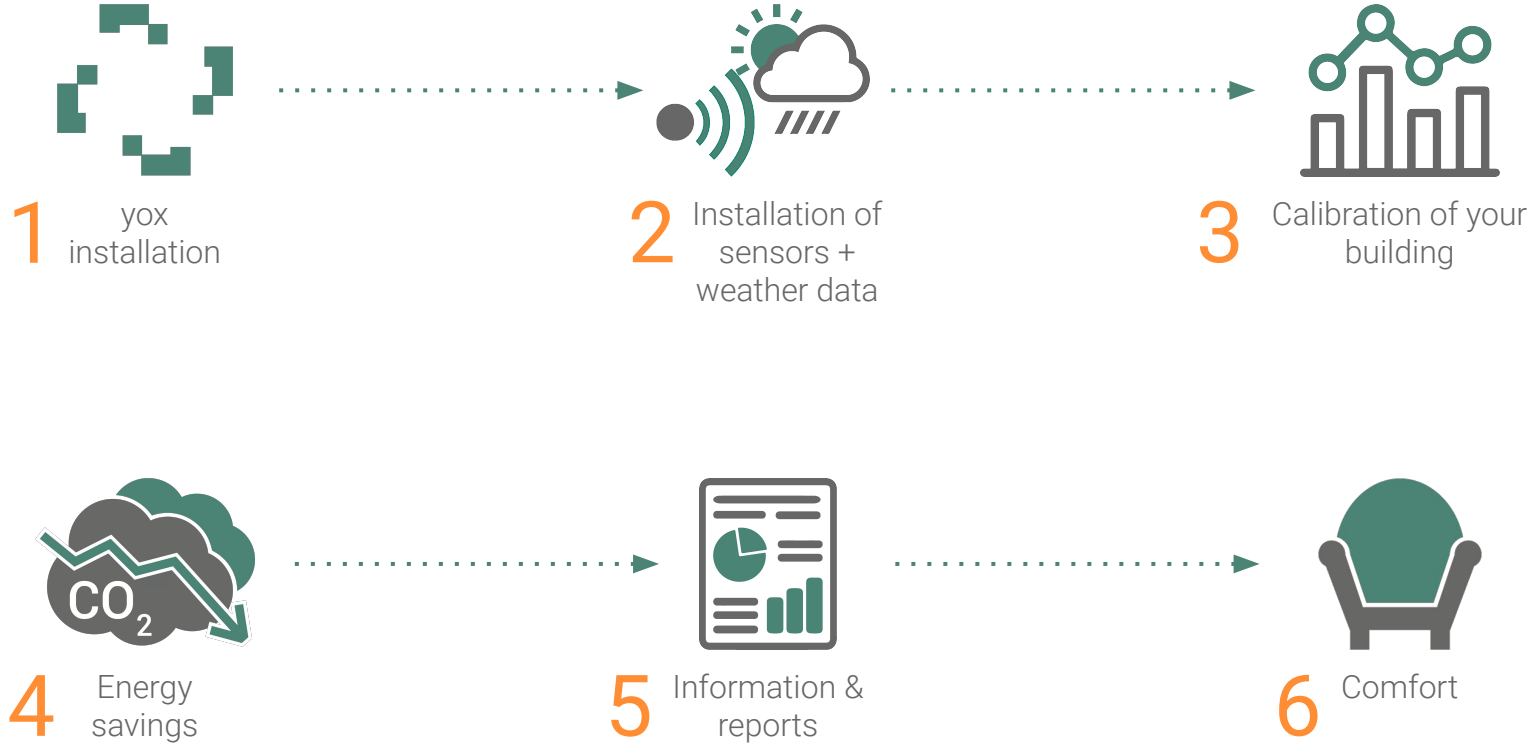 1
yox
installation
2
Installation of
sensors +
weather data
3
Calibration of your
building
CO2
4
Energy
savings
5
Information &
reports
6
Comfort